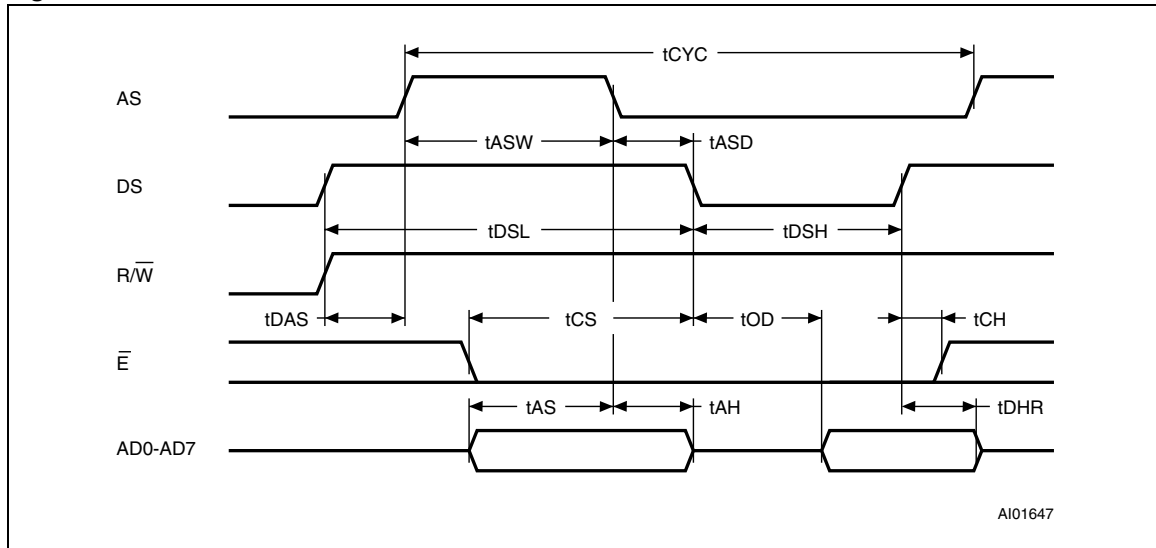 tCYC
AS
tASW
tASD
DS
tDSL
tDSH
R/W̅
tDAS
tCS
tOD
tCH
E̅
tAS
tAH
tDHR
AD0-AD7
AI01647